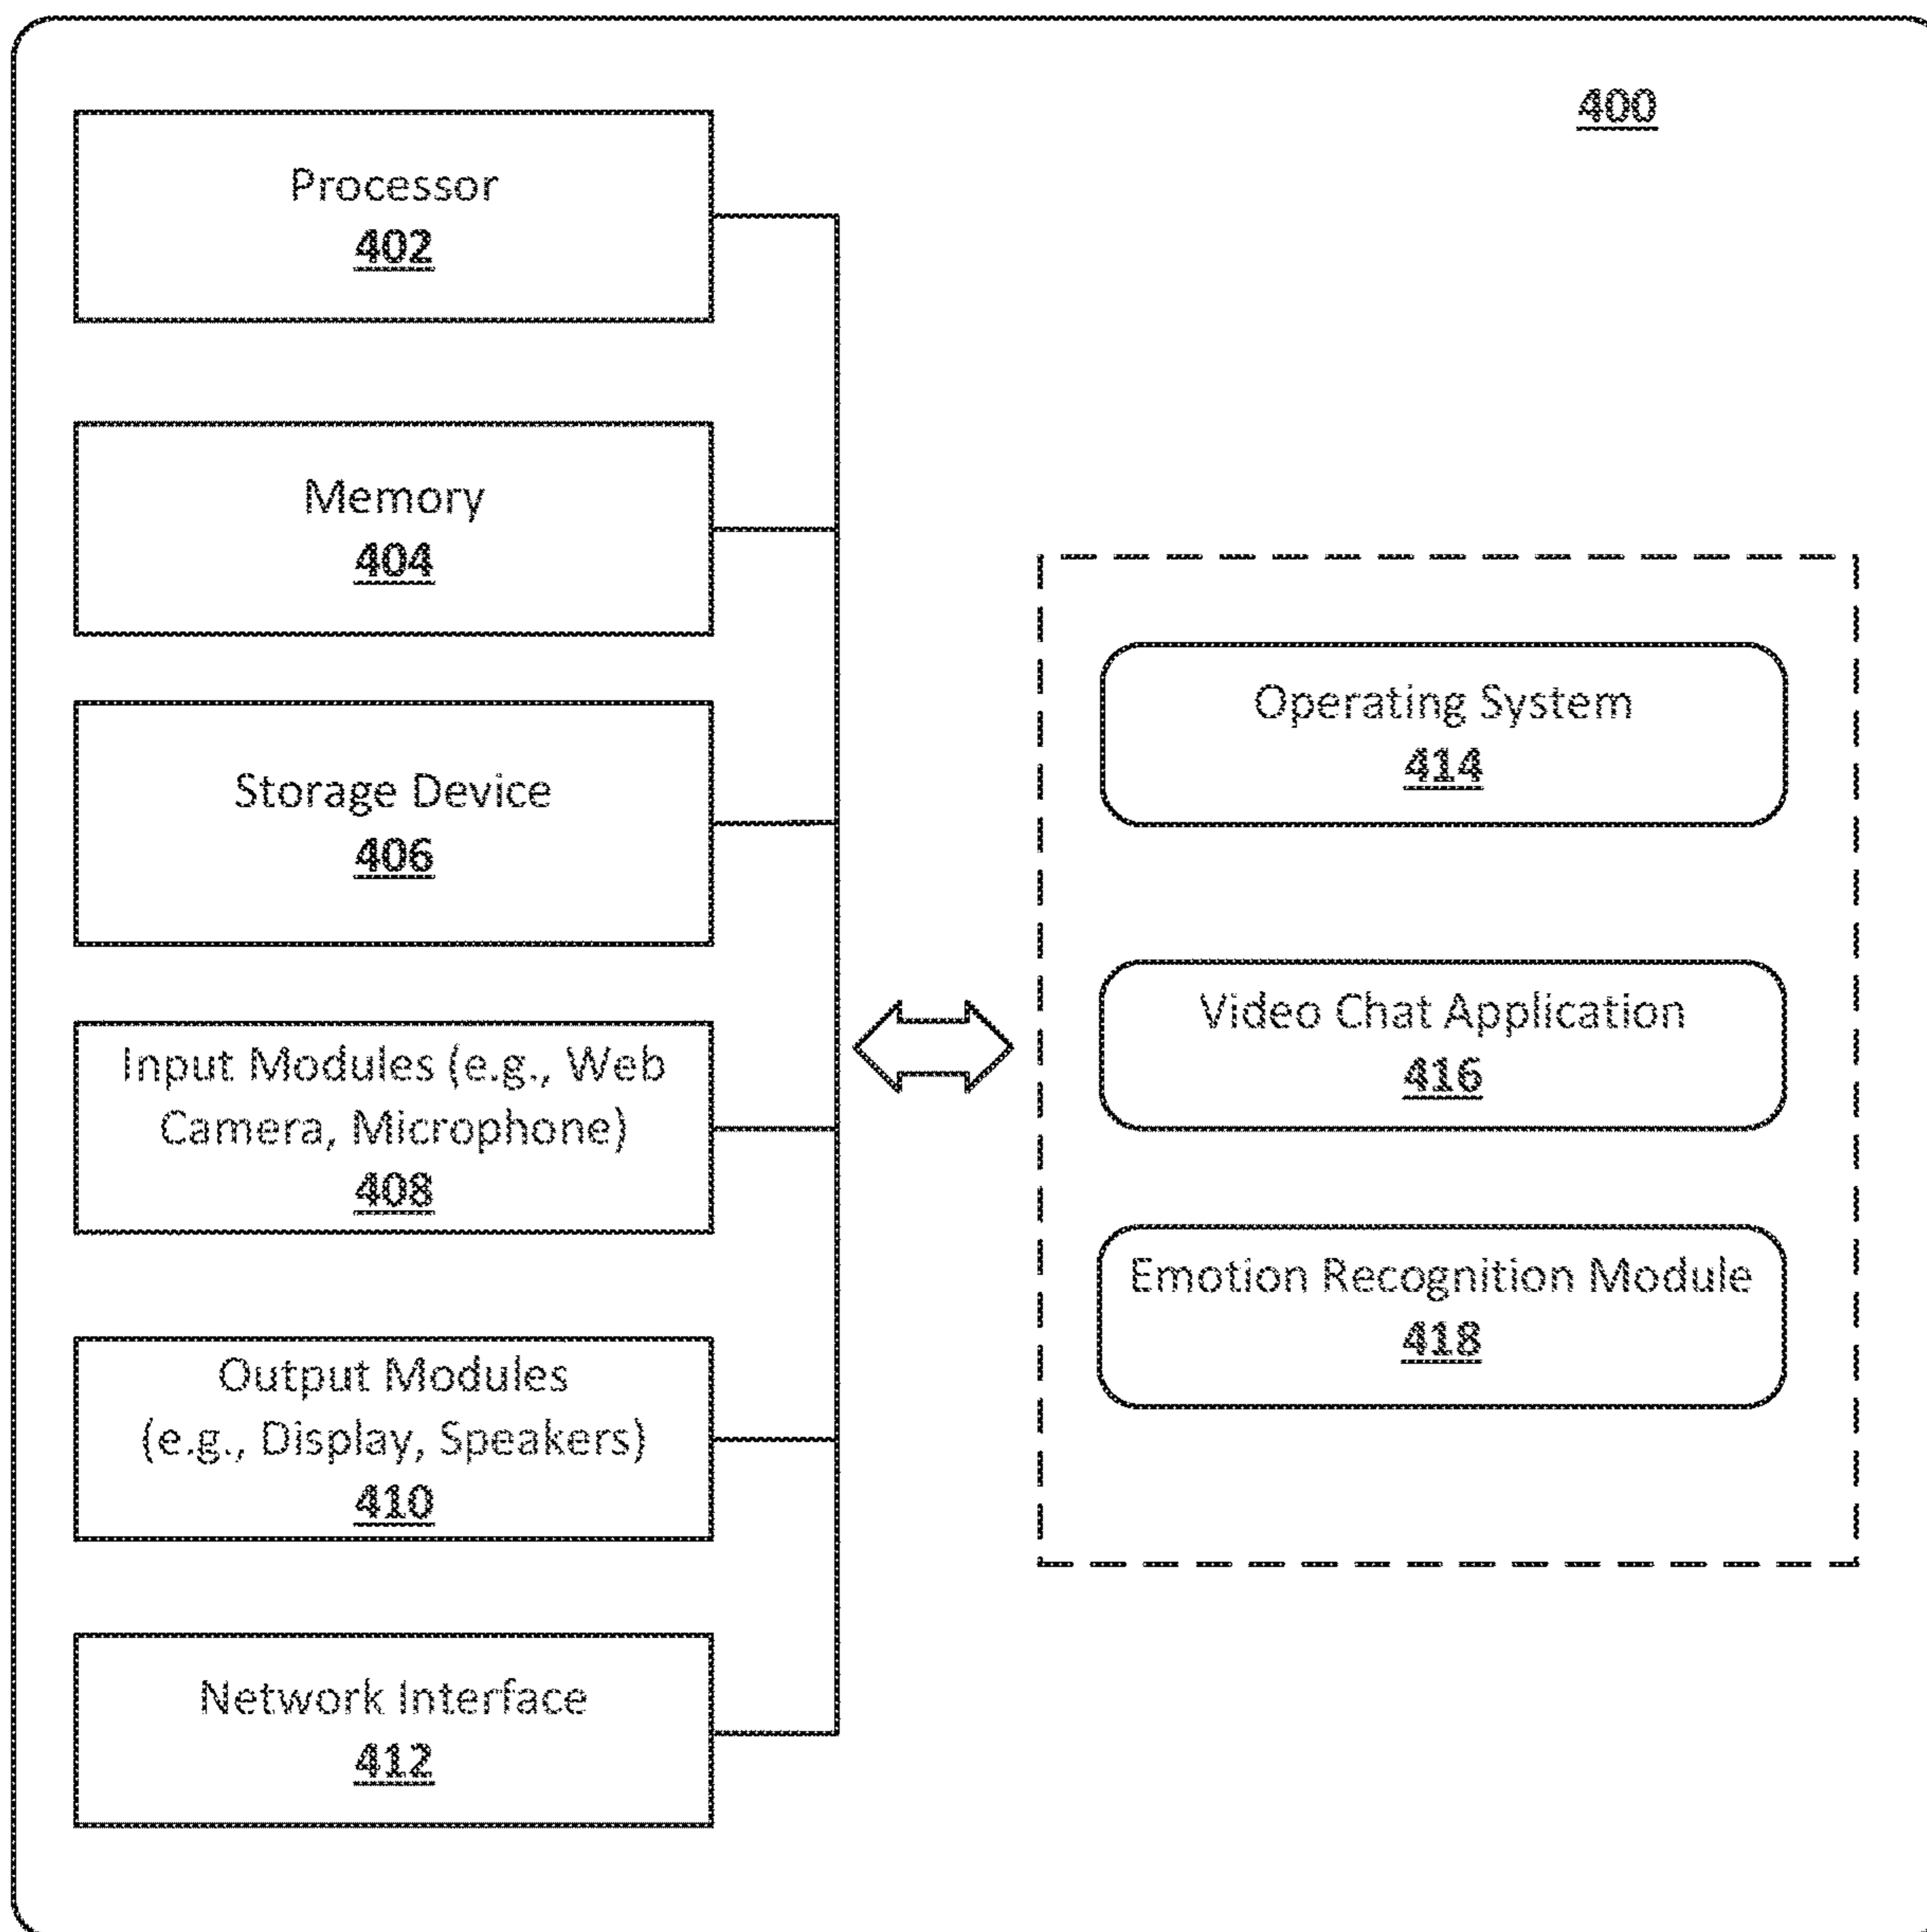 400
Processor
402
Memory
404
Storage Device
406
Input Modules (e.g., Web
Camera, Microphone)
408
Output Modules
(e.g., Display, Speakers)
410
Network Interface
412
Operating System
414
Video Chat Application
416
Emotion Recognition Module
418